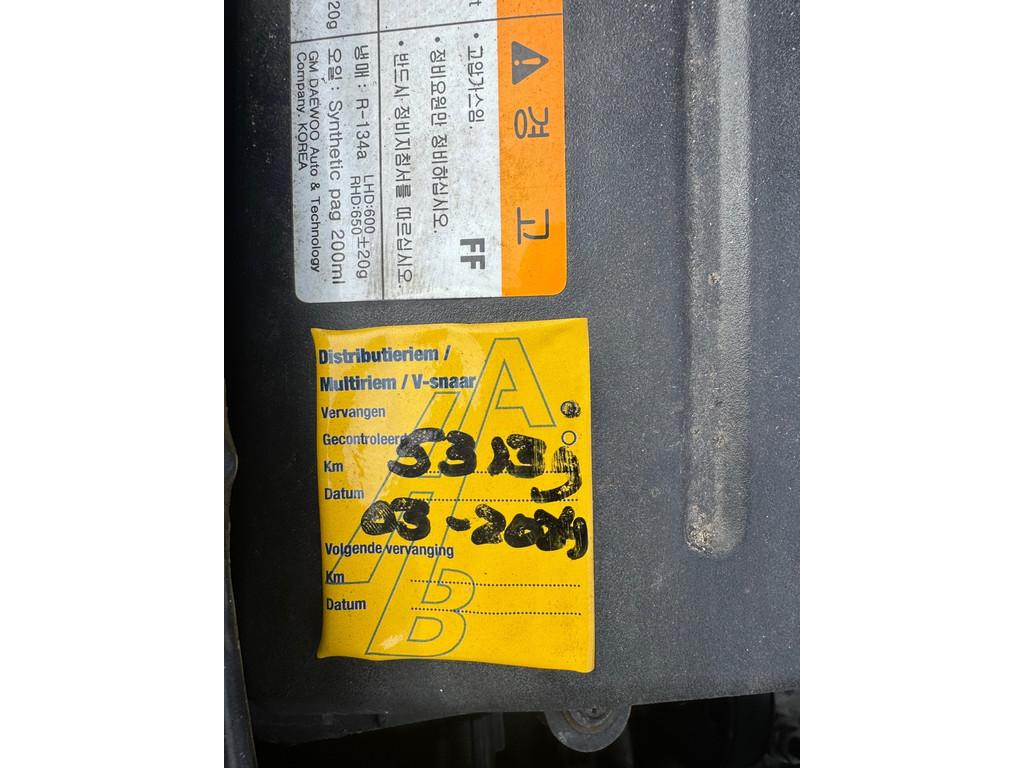 경 고
• 고압가스임.
• 정비요원만 정비하십시오.
FF
• 반드시 정비지침서를 따르십시오.
냉매 : R-134a LHD:600±20g
RHD:650
오일 : Synthetic pag 200ml
GM DAEWOO Auto & Technology
Company. KOREA
20g
Distributieriem /
Multiriem / V-snaar
Vervangen
Gecontroleerd
Km 53 139
Datum
Volgende vervanging
Km
Datum
A
B